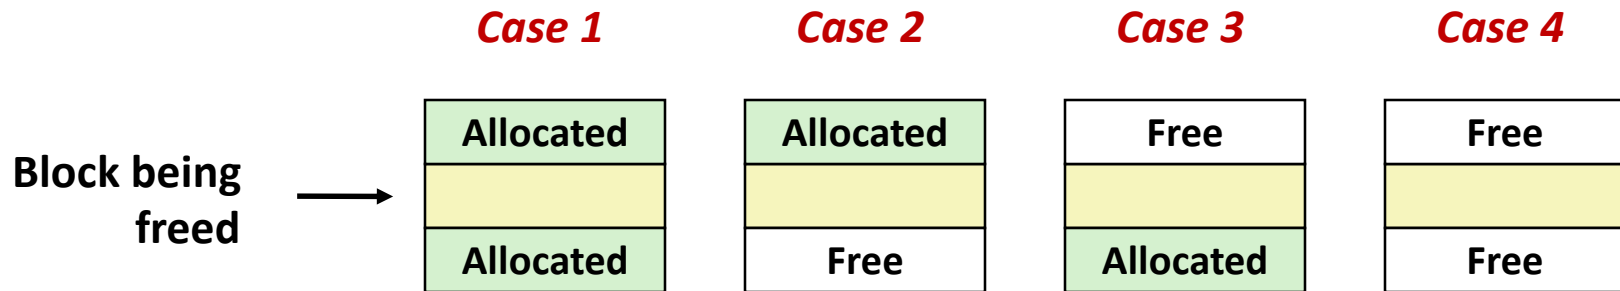 Case 1 Case 2 Case 3 Case 4
Allocated Allocated Free Free
Block being
freed
Allocated Free Allocated Free